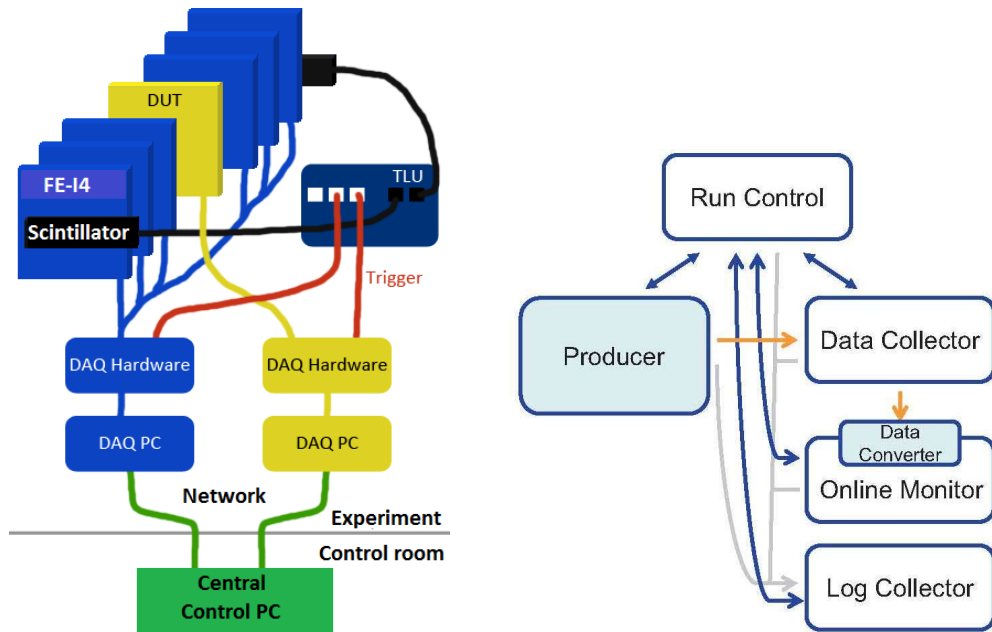 DUT
FE-I4
Scintillator
TLU
Trigger
DAQ Hardware
DAQ Hardware
DAQ PC
DAQ PC
Network
Experiment
Control room
Central
Control PC
Run Control
Producer
Data Collector
Data
Converter
Online Monitor
Log Collector